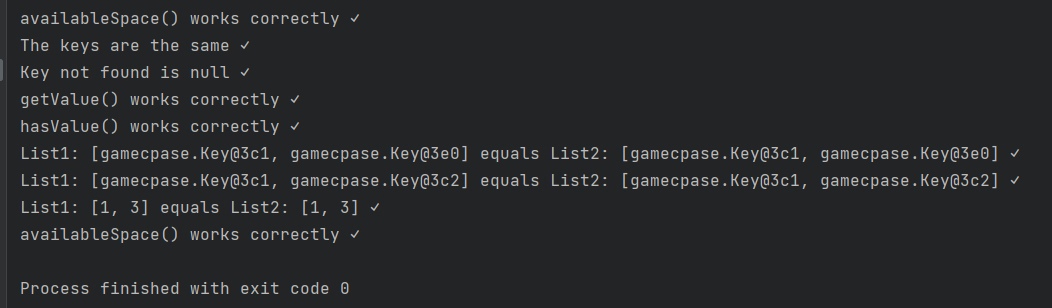 availableSpace() works correctly ✓
The keys are the same ✓
Key not found is null ✓
getValue() works correctly ✓
hasValue() works correctly ✓
List1: [gamecpase.Key@3c1, gamecpase.Key@3e0] equals List2: [gamecpase.Key@3c1, gamecpase.Key@3e0] ✓
List1: [gamecpase.Key@3c1, gamecpase.Key@3c2] equals List2: [gamecpase.Key@3c1, gamecpase.Key@3c2] ✓
List1: [1, 3] equals List2: [1, 3] ✓
availableSpace() works correctly ✓
Process finished with exit code 0